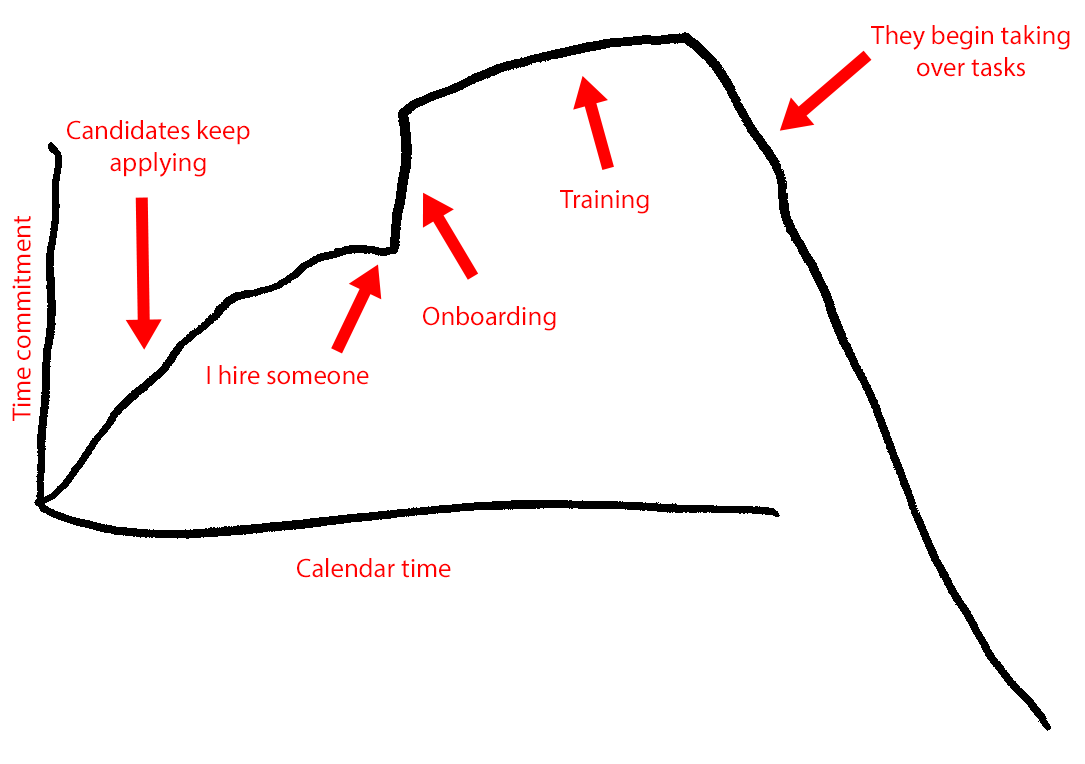 They begin taking
over tasks
Candidates keep
applying
Training
Time commitment
Onboarding
I hire someone
Calendar time